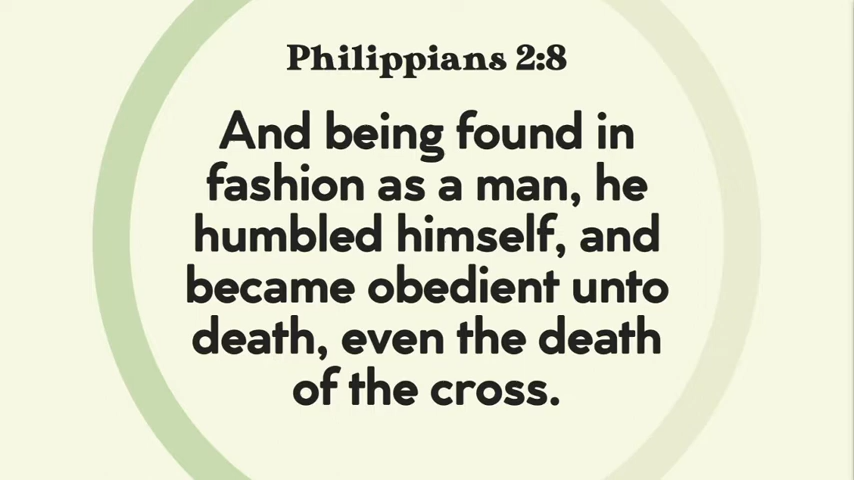 Philippians 2:8
And being found in
fashion as a man, he
humbled himself, and
became obedient unto
death, even the death
of the cross.